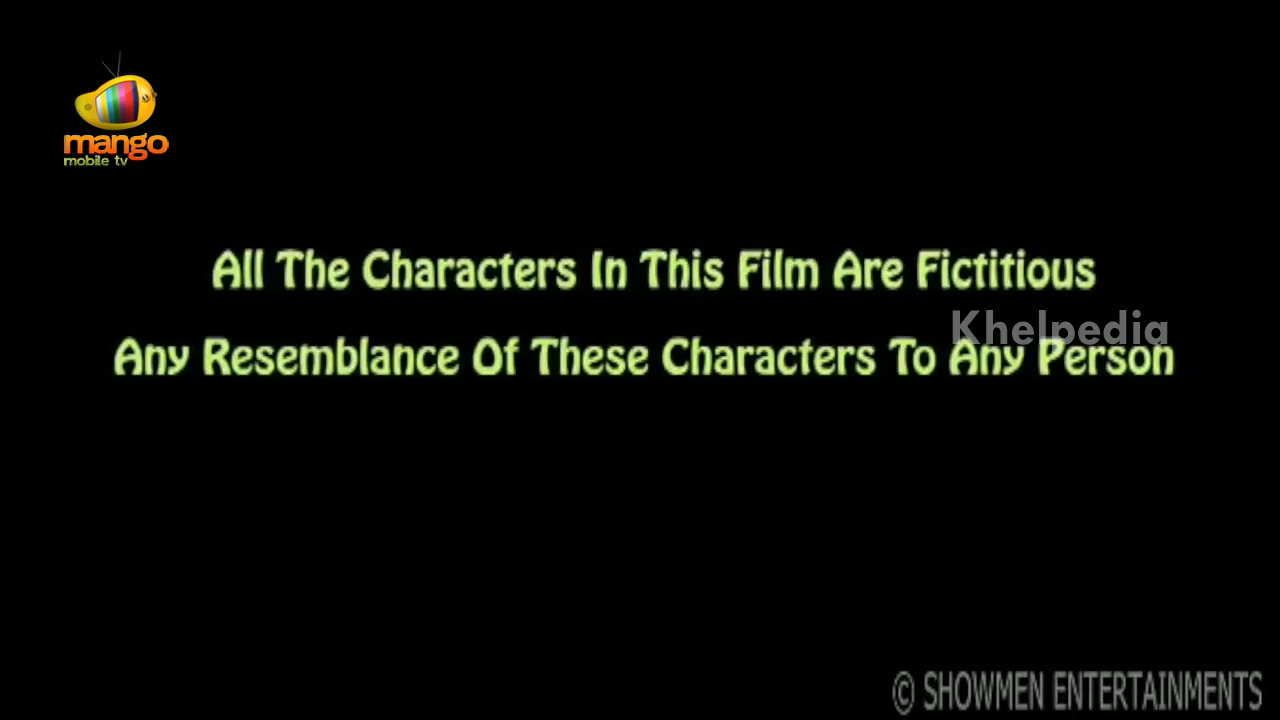 mango
mobile tv
All The Characters In This Film Are Fictitious
Khelpedia
Any Resemblance Of These Characters To Any Person
© SHOWMEN ENTERTAINMENTS